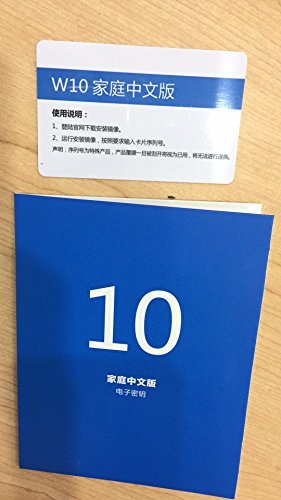 W10 家庭中文版
使用说明：
1、登陆官网下载安装镜像。
2、运行安装镜像，按照要求输入卡片序列号。
声明：序列号为特殊产品，产品覆膜一旦被刮开将视为已用，将无法进行退换。
10
家庭中文版
电子密钥